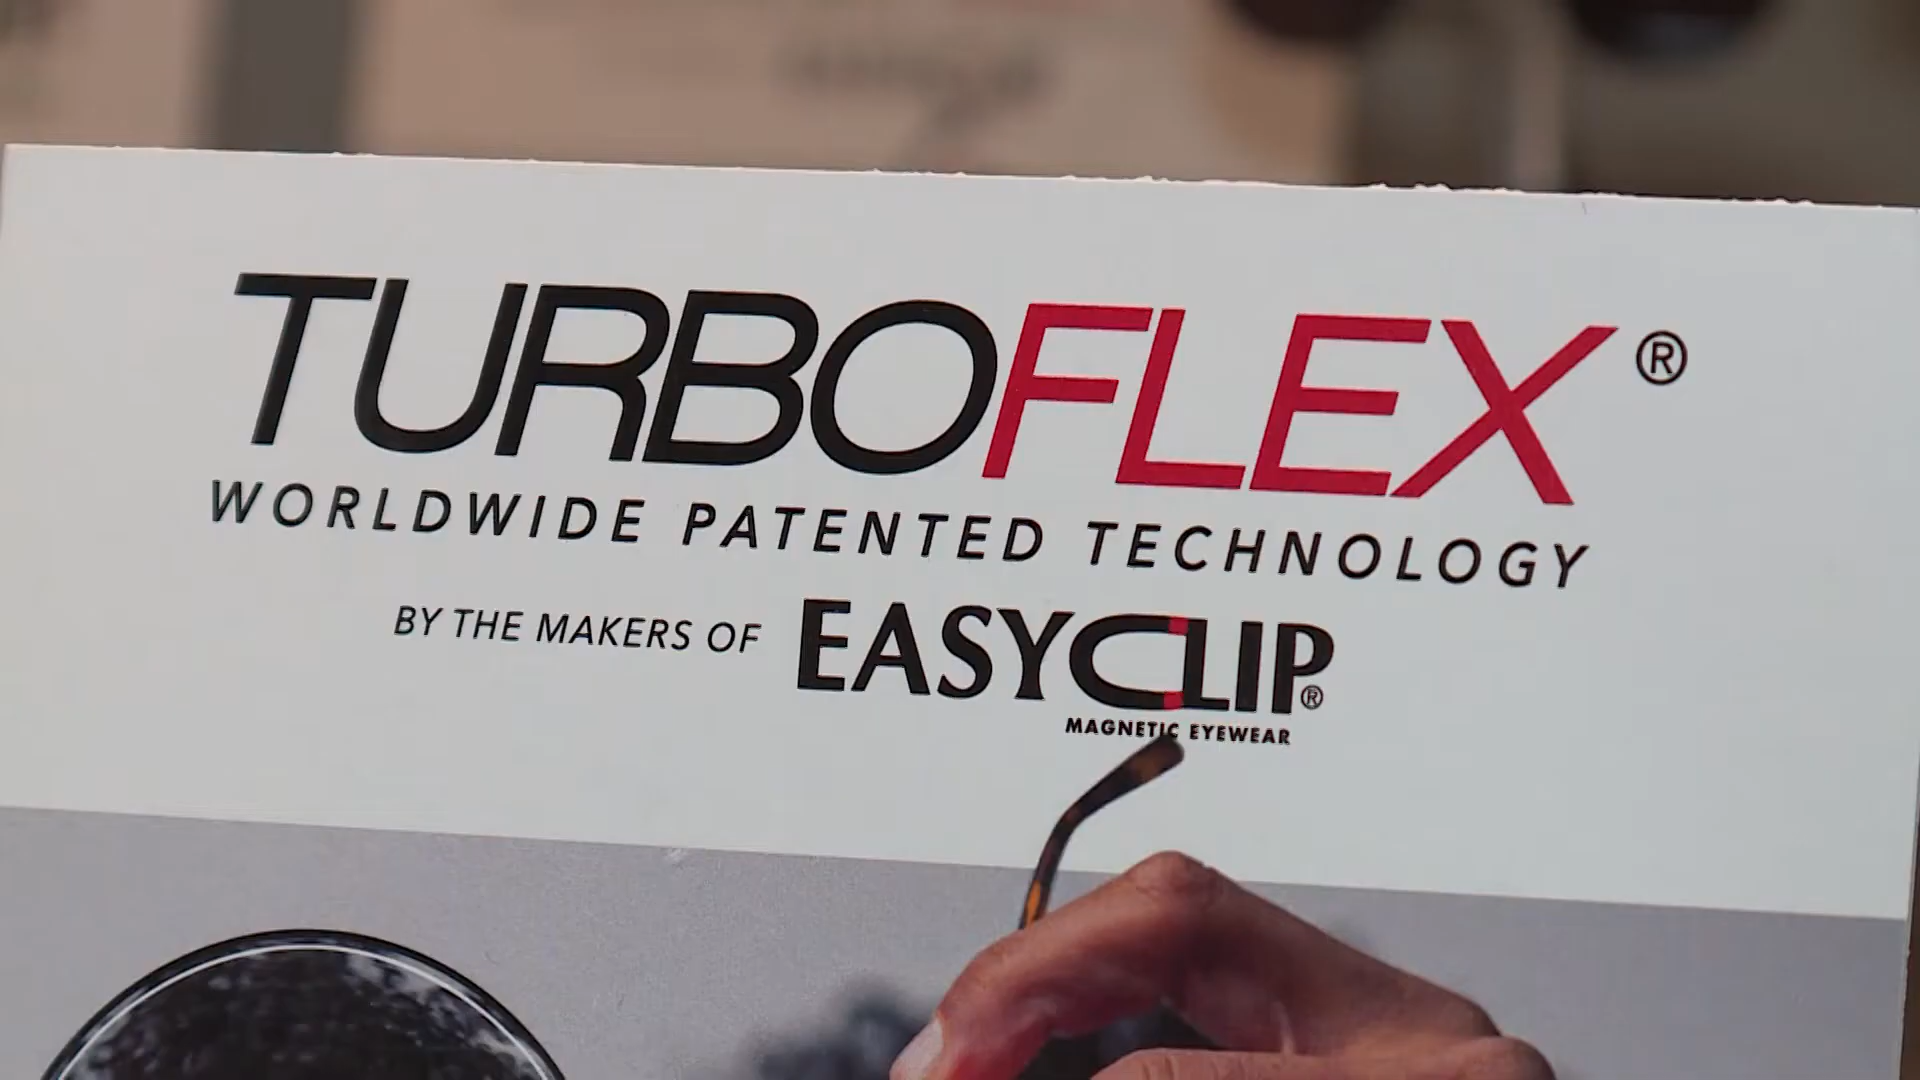 TURBOFLEX®
WORLDWIDE PATENTED TECHNOLOGY
BY THE MAKERS OF EASYCLIP®
MAGNETIC EYEWEAR